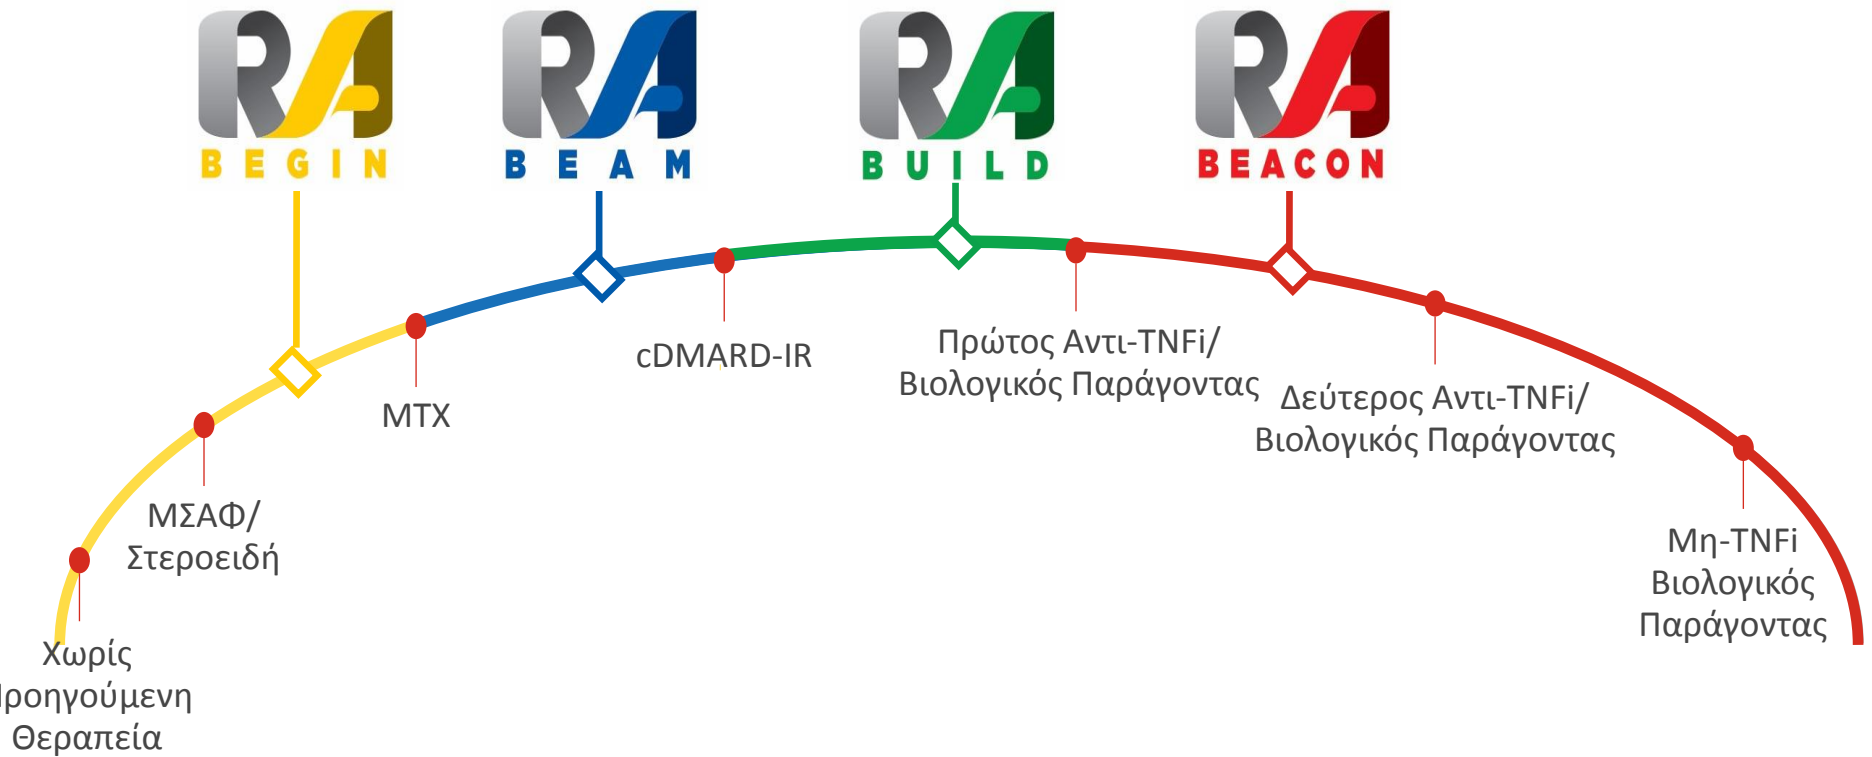 RA
BEGIN
RA
BEAM
RA
BUILD
RA
BEACON
Χωρίς
Προηγούμενη
Θεραπεία
ΜΣΑΦ/
Στεροειδή
MTX
cDMARD-IR
Πρώτος Αντι-TNFi/
Βιολογικός Παράγοντας
Δεύτερος Αντι-TNFi/
Βιολογικός Παράγοντας
Μη-TNFi
Βιολογικός
Παράγοντας